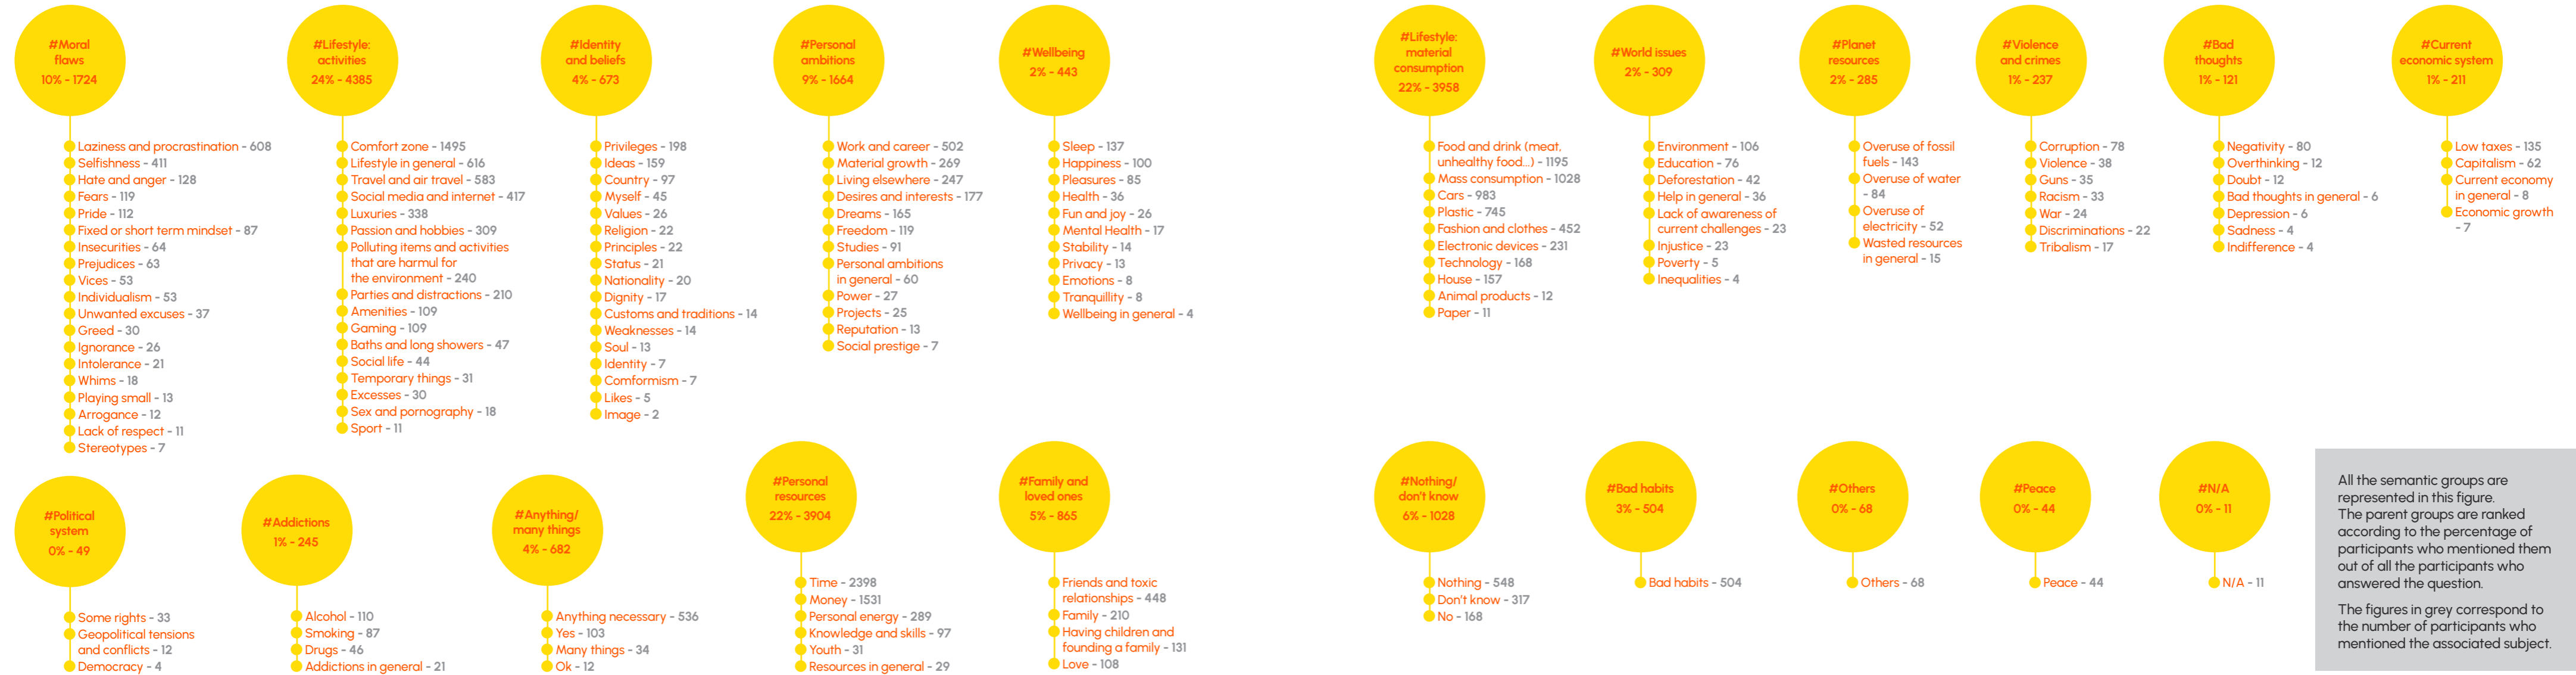 #Moral
flaws
10% - 1724
Laziness and procrastination - 608
Selfishness - 411
Hate and anger - 128
Fears - 119
Pride - 112
Fixed or short term mindset - 87
Insecurities - 64
Prejudices - 63
Vices - 53
Individualism - 53
Unwanted excuses - 37
Greed - 30
Ignorance - 26
Intolerance - 21
Whims - 18
Playing small - 13
Arrogance - 12
Lack of respect - 11
Stereotypes - 7
#Lifestyle:
activities
24% - 4385
Comfort zone - 1495
Lifestyle in general - 616
Travel and air travel - 583
Social media and internet - 417
Luxuries - 338
Passion and hobbies - 309
Polluting items and activities
that are harmul for
the environment - 240
Parties and distractions - 210
Amenities - 109
Gaming - 109
Baths and long showers - 47
Social life - 44
Temporary things - 31
Excesses - 30
Sex and pornography - 18
Sport - 11
#Identity
and beliefs
4% - 673
Privileges - 198
Ideas - 159
Country - 97
Myself - 45
Values - 26
Religion - 22
Principles - 22
Status - 21
Nationality - 20
Dignity - 17
Customs and traditions - 14
Weaknesses - 14
Soul - 13
Identity - 7
Comformism - 7
Likes - 5
Image - 2
#Personal
ambitions
9% - 1664
Work and career - 502
Material growth - 269
Living elsewhere - 247
Desires and interests - 177
Dreams - 165
Freedom - 119
Studies - 91
Personal ambitions
in general - 60
Power - 27
Projects - 25
Reputation - 13
Social prestige - 7
#Wellbeing
2% - 443
Sleep - 137
Happiness - 100
Pleasures - 85
Health - 36
Fun and joy - 26
Mental Health - 17
Stability - 14
Privacy - 13
Emotions - 8
Tranquillity - 8
Wellbeing in general - 4
#Lifestyle:
material
consumption
22% - 3958
Food and drink (meat,
unhealthy food...) - 1195
Mass consumption - 1028
Cars - 983
Plastic - 745
Fashion and clothes - 452
Electronic devices - 231
Technology - 168
House - 157
Animal products - 12
Paper - 11
#World issues
2% - 309
Environment - 106
Education - 76
Deforestation - 42
Help in general - 36
Lack of awareness of
current challenges - 23
Injustice - 23
Poverty - 5
Inequalities - 4
#Planet
resources
2% - 285
Overuse of fossil
fuels - 143
Overuse of water
- 84
Overuse of
electricity - 52
Wasted resources
in general - 15
#Violence
and crimes
1% - 237
Corruption - 78
Violence - 38
Guns - 35
Racism - 33
War - 24
Discriminations - 22
Tribalism - 17
#Bad
thoughts
1% - 121
Negativity - 80
Overthinking - 12
Doubt - 12
Bad thoughts in general - 6
Depression - 6
Sadness - 4
Indifference - 4
#Current
economic system
1% - 211
Low taxes - 135
Capitalism - 62
Current economy
in general - 8
Economic growth
- 7
#Political
system
0% - 49
Some rights - 33
Geopolitical tensions
and conflicts - 12
Democracy - 4
#Addictions
1% - 245
Alcohol - 110
Smoking - 87
Drugs - 46
Addictions in general - 21
#Anything/
many things
4% - 682
Anything necessary - 536
Yes - 103
Many things - 34
Ok - 12
#Personal
resources
22% - 3904
Time - 2398
Money - 1531
Personal energy - 289
Knowledge and skills - 97
Youth - 31
Resources in general - 29
#Family and
loved ones
5% - 865
Friends and toxic
relationships - 448
Family - 210
Having children and
founding a family - 131
Love - 108
#Nothing/
don't know
6% - 1028
Nothing - 548
Don't know - 317
No - 168
#Bad habits
3% - 504
Bad habits - 504
#Others
0% - 68
Others - 68
#Peace
0% - 44
Peace - 44
#N/A
0% - 11
N/A - 11
All the semantic groups are
represented in this figure.
The parent groups are ranked
according to the percentage of
participants who mentioned them
out of all the participants who
answered the question.
The figures in grey correspond to
the number of participants who
mentioned the associated subject.